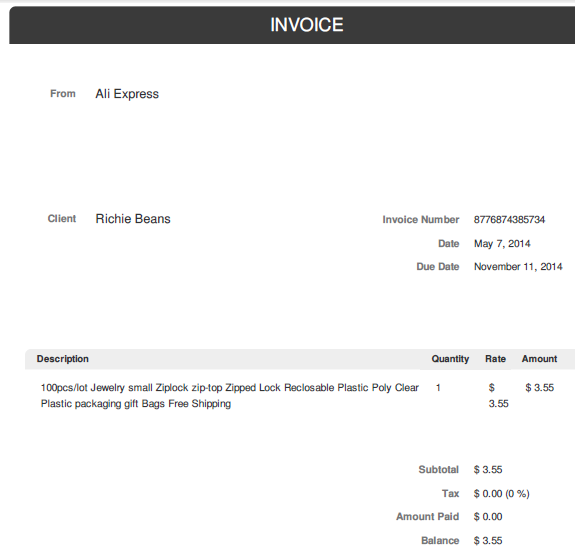 INVOICE
From Ali Express
Client Richie Beans
Invoice Number 8776874385734
Date May 7, 2014
Due Date November 11, 2014
Description Quantity Rate Amount
100pcs/lot Jewelry small Ziplock zip-top Zipped Lock Reclosable Plastic Poly Clear 1 $ $ 3.55
Plastic packaging gift Bags Free Shipping 3.55
Subtotal $ 3.55
Tax $ 0.00 (0 %)
Amount Paid $ 0.00
Balance $ 3.55